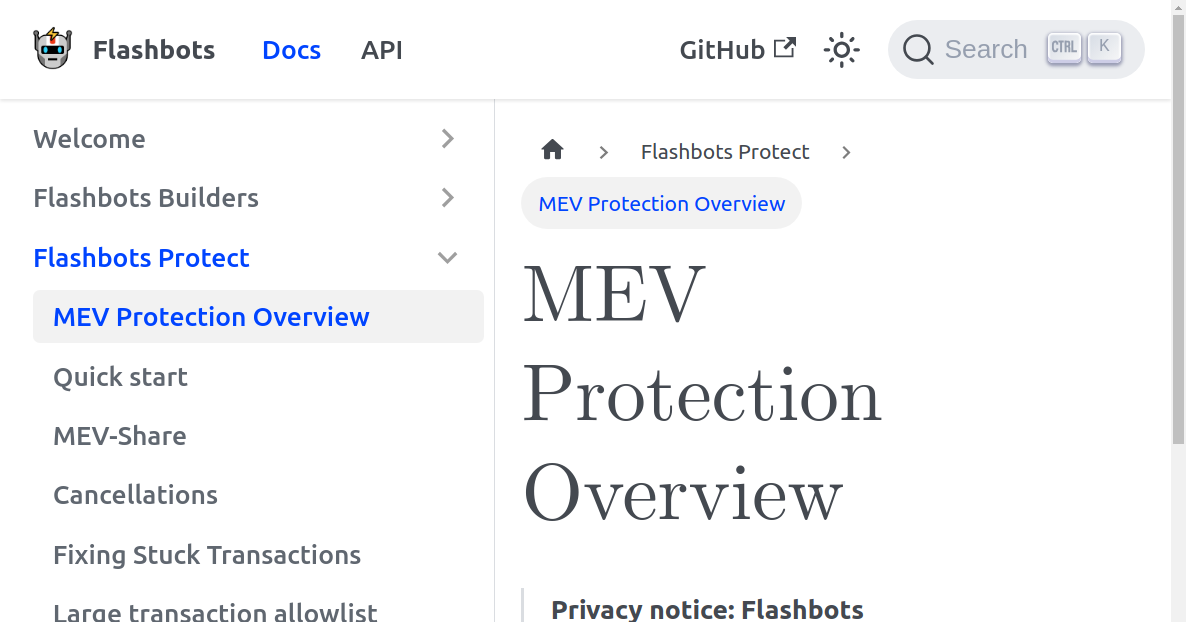 Flashbots Docs API GitHub Search CTRL K
Welcome
Flashbots Builders
Flashbots Protect
MEV Protection Overview
Quick start
MEV-Share
Cancellations
Fixing Stuck Transactions
Large transaction allowlist
Flashbots Protect
MEV Protection Overview
MEV
Protection
Overview
Privacy notice: Flashbots